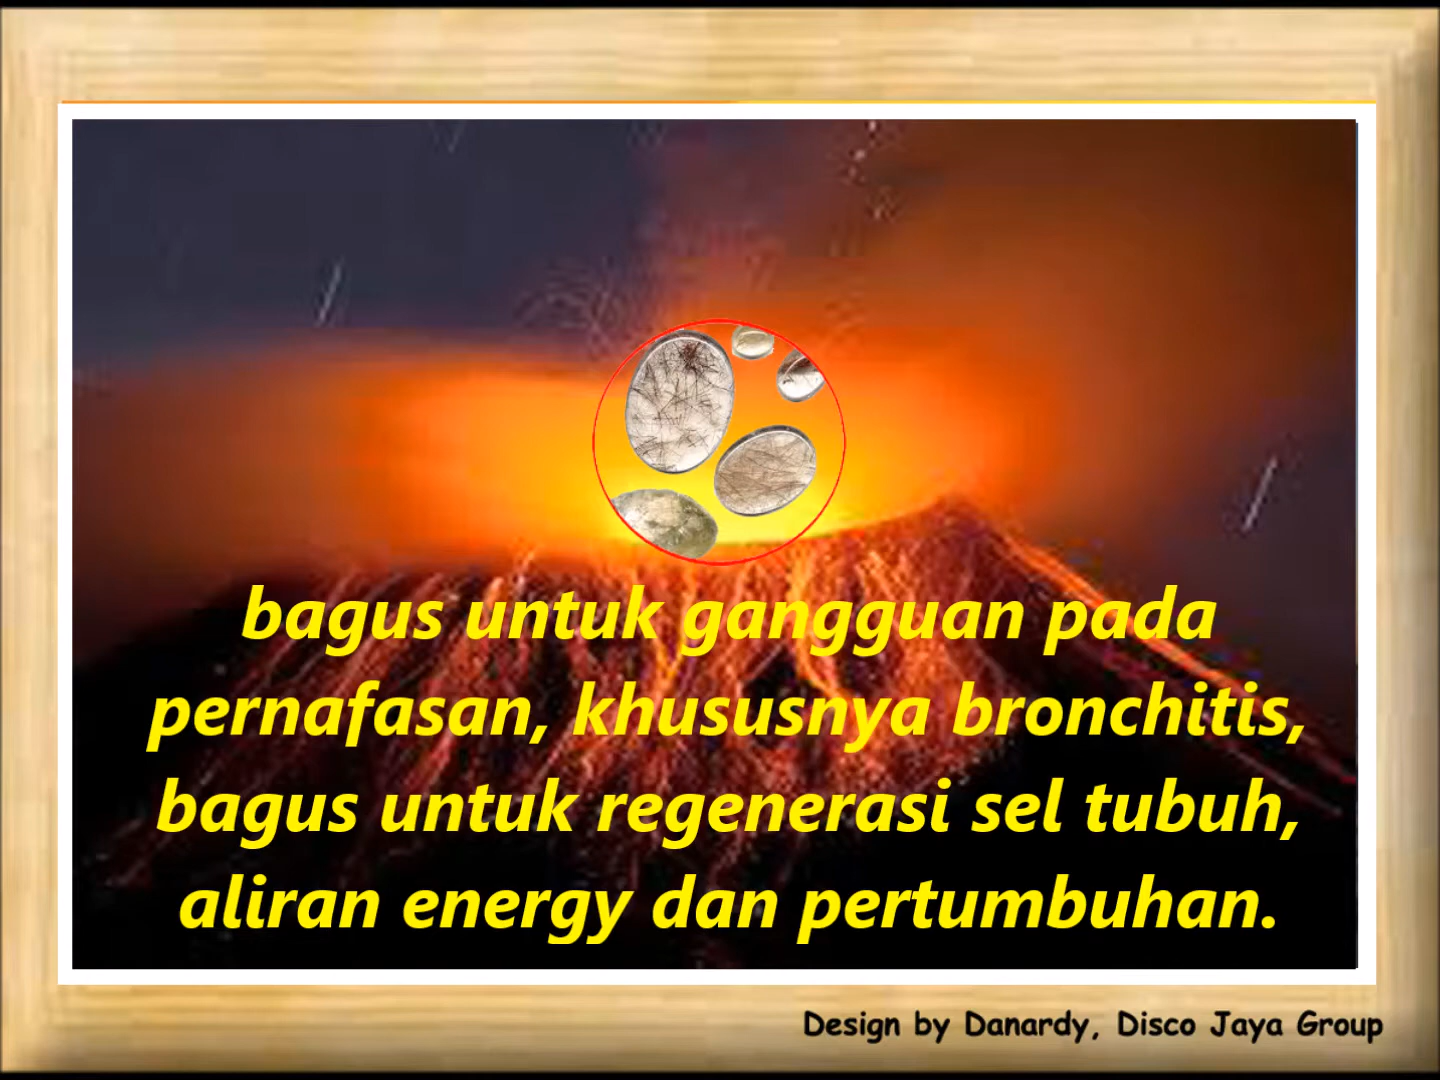 bagus untuk gangguan pada
pernafasan, khususnya bronchitis,
bagus untuk regenerasi sel tubuh,
aliran energy dan pertumbuhan.
Design by Danardy, Disco Jaya Group